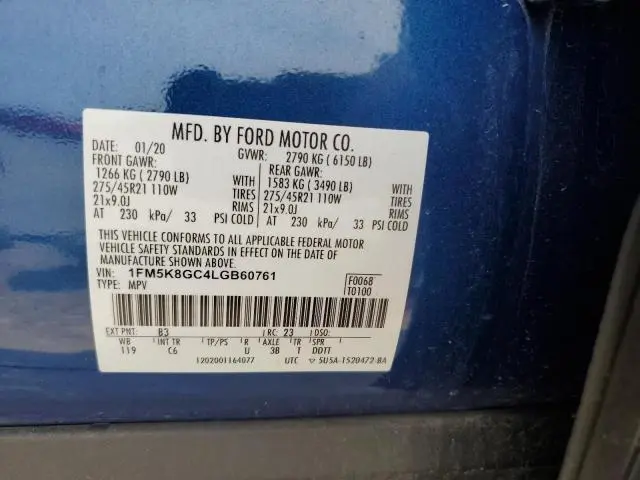 MFD. BY FORD MOTOR CO.
DATE: 01/20 GVWR: 2790 KG ( 6150 LB)
FRONT GAWR: REAR GAWR:
1266 KG ( 2790 LB) WITH 1583 KG ( 3490 LB) WITH
275/45R21 110W TIRES 275/45R21 110W TIRES
21x9.0J RIMS 21x9.0J RIMS
AT 230 kPa/ 33 PSI COLD AT 230 kPa/ 33 PSI COLD
THIS VEHICLE CONFORMS TO ALL APPLICABLE FEDERAL MOTOR
VEHICLE SAFETY STANDARDS IN EFFECT ON THE DATE OF
MANUFACTURE SHOWN ABOVE.
VIN: 1FM5K8GC4LGB60761 F0068
TYPE: MPV T0100
EXT PNT: B3 RC: 23 DSO:
WB INT TR TP/PS R AXLE TR SPR
119 C6 U 3B T DDTT
1202001164077 UTC ▽ 5U5A-1520472-BA